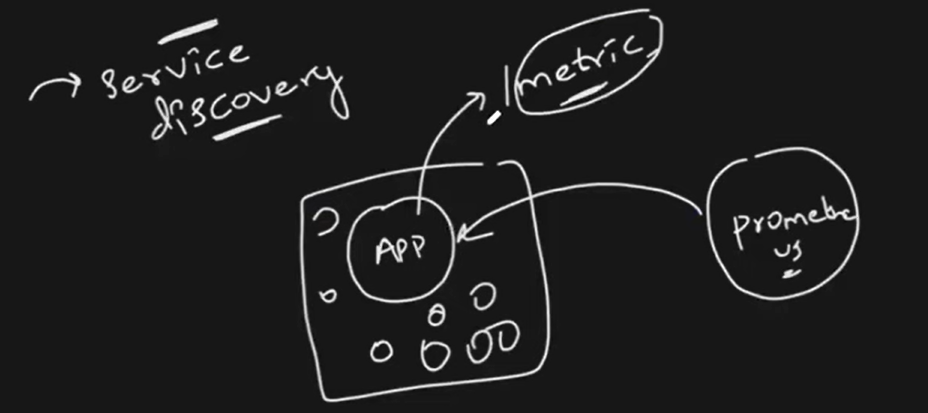 service
discovery
/metric
APP
promethe
us